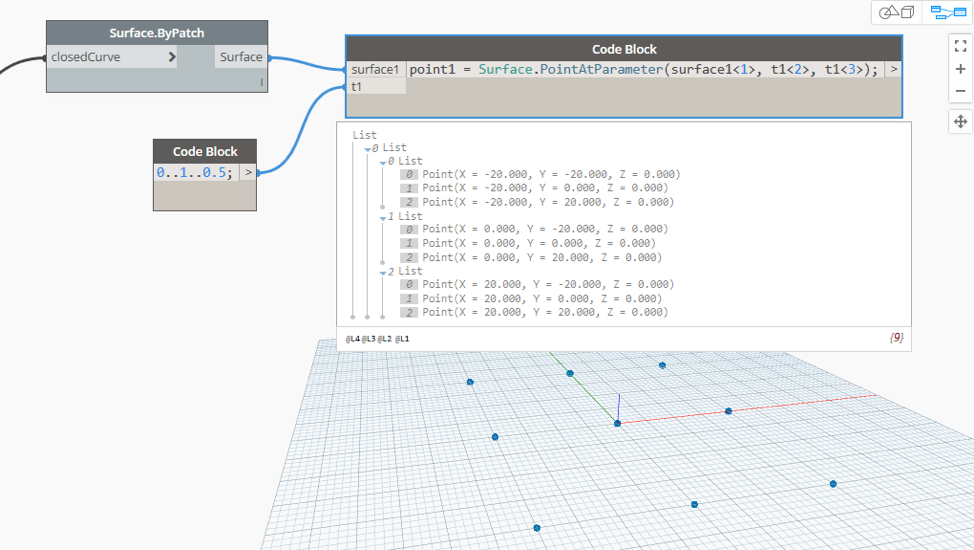 Surface.ByPatch
closedCurve > Surface
l
Code Block
surface1 point1 = Surface.PointAtParameter(surface1<1>, t1<2>, t1<3>); >
t1
Code Block
0..1..0.5; >
List
0 List
0 List
0 Point(X = -20.000, Y = -20.000, Z = 0.000)
1 Point(X = -20.000, Y = 0.000, Z = 0.000)
2 Point(X = -20.000, Y = 20.000, Z = 0.000)
1 List
0 Point(X = 0.000, Y = -20.000, Z = 0.000)
1 Point(X = 0.000, Y = 0.000, Z = 0.000)
2 Point(X = 0.000, Y = 20.000, Z = 0.000)
2 List
0 Point(X = 20.000, Y = -20.000, Z = 0.000)
1 Point(X = 20.000, Y = 0.000, Z = 0.000)
2 Point(X = 20.000, Y = 20.000, Z = 0.000)
@L4 @L3 @L2 @L1 {9}